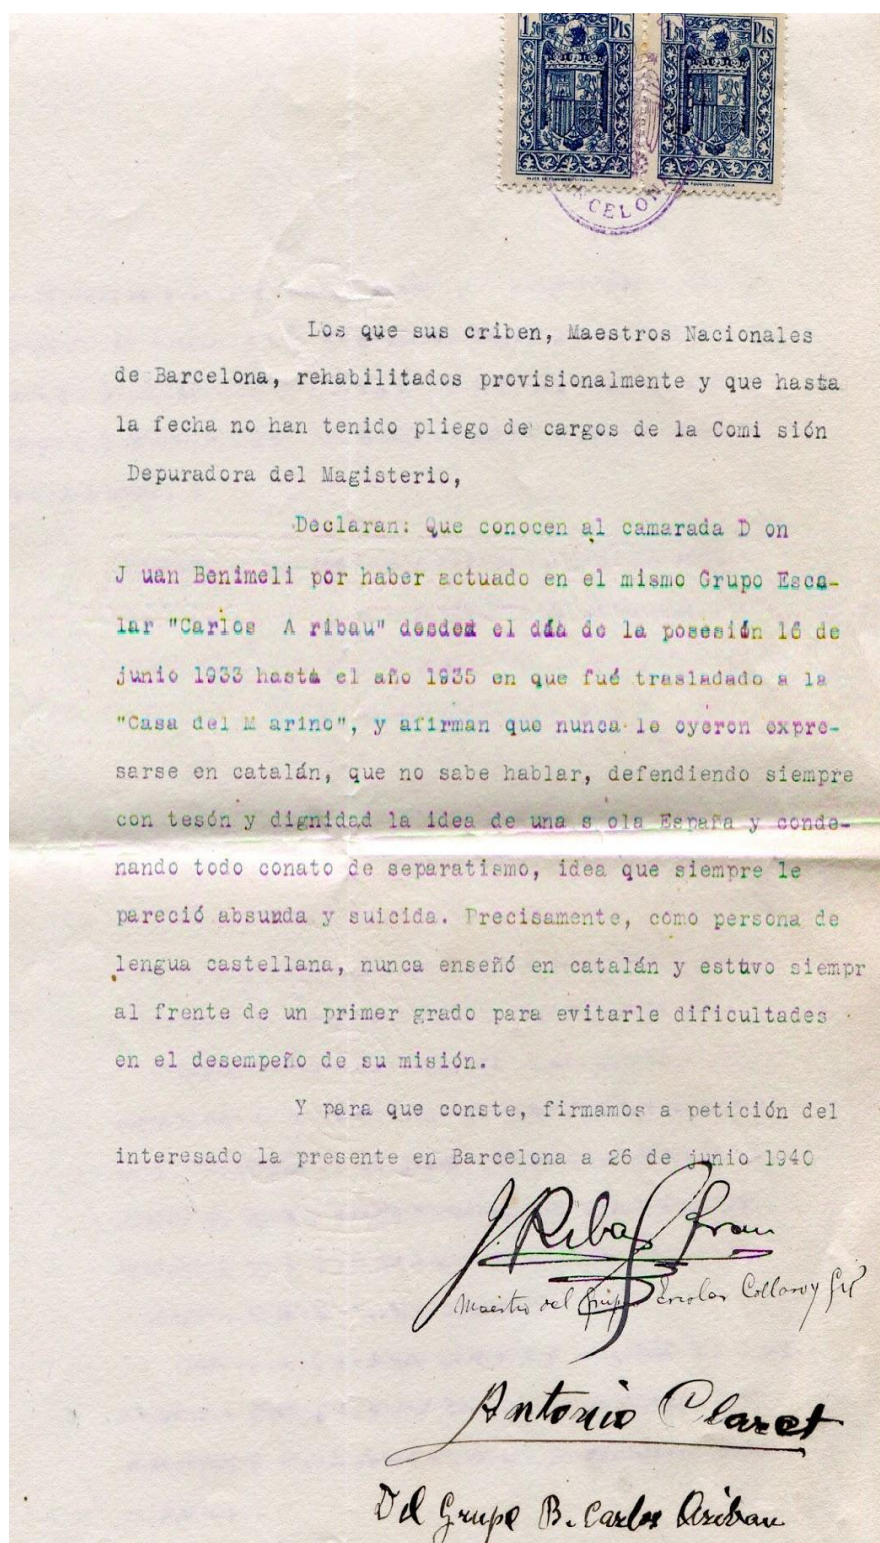 1,50 Pts 1,50 Pts
BARCELONA
Los que sus criben, Maestros Nacionales
de Barcelona, rehabilitados provisionalmente y que hasta
la fecha no han tenido pliego de cargos de la Comi sión
Depuradora del Magisterio,
Declaran: Que conocen al camarada D on
J uan Benimeli por haber actuado en el mismo Grupo Esco-
lar "Carlos A ribau" desde el día de la posesión 16 de
junio 1933 hasta el año 1935 en que fué trasladado a la
"Casa del M arino", y afirman que nunca le oyeron expre-
sarse en catalán, que no sabe hablar, defendiendo siempre
con tesón y dignidad la idea de una s ola España y conde-
nando todo conato de separatismo, idea que siempre le
pareció absurda y suicida. Precisamente, como persona de
lengua castellana, nunca enseñó en catalán y estuvo siempr
al frente de un primer grado para evitarle dificultades
en el desempeño de su misión.
Y para que conste, firmamos a petición del
interesado la presente en Barcelona a 26 de junio 1940
J. Ribas
Maestro del Grupo Escolar Collaso y Gil
Antonio Claret
Del Grupo B. Carlos Aribau